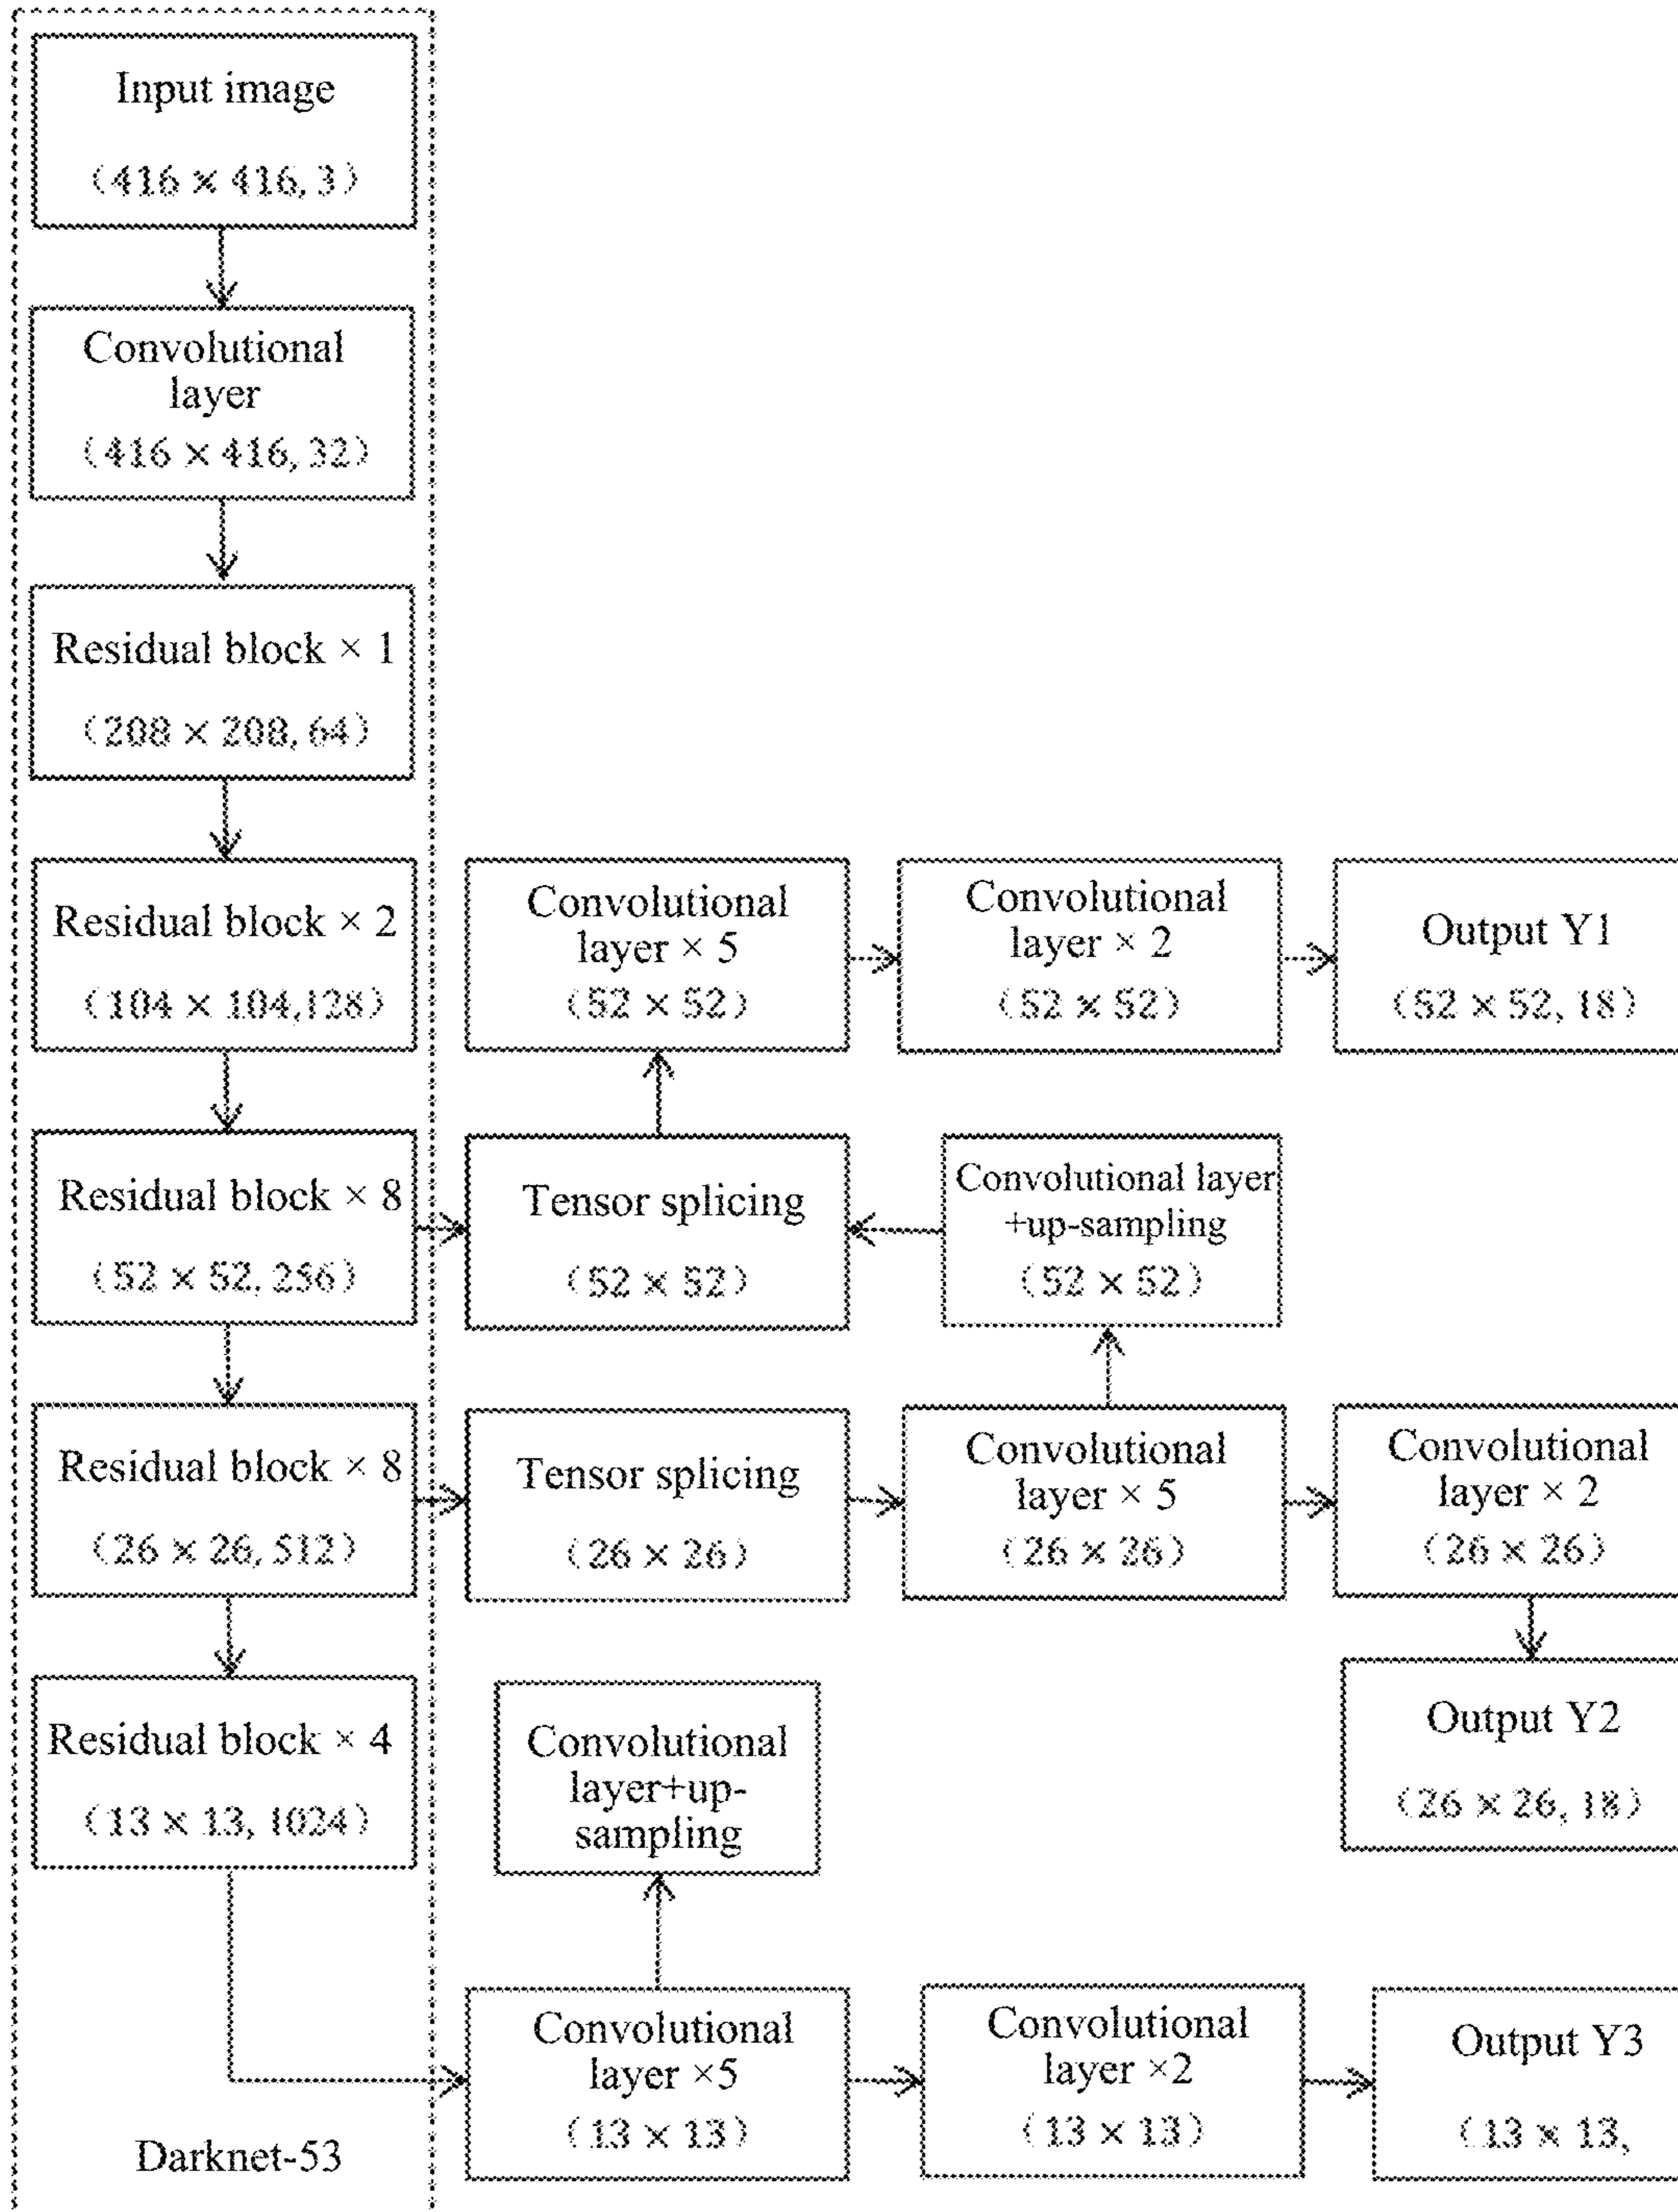 Input image
(416 × 416, 3)
Convolutional
layer
(416 × 416, 32)
Residual block × 1
(208 × 208, 64)
Residual block × 2
(104 × 104,128)
Convolutional
layer × 5
(52 × 52)
Convolutional
layer × 2
(52 × 52)
Output Y1
(52 × 52, 18)
Residual block × 8
(52 × 52, 256)
Tensor splicing
(52 × 52)
Convolutional layer
+up-sampling
(52 × 52)
Residual block × 8
(26 × 26, 512)
Tensor splicing
(26 × 26)
Convolutional
layer × 5
(26 × 26)
Convolutional
layer × 2
(26 × 26)
Residual block × 4
(13 × 13, 1024)
Convolutional
layer+up-
sampling
Output Y2
(26 × 26, 18)
Convolutional
layer ×5
(13 × 13)
Convolutional
layer ×2
(13 × 13)
Output Y3
(13 × 13,
Darknet-53